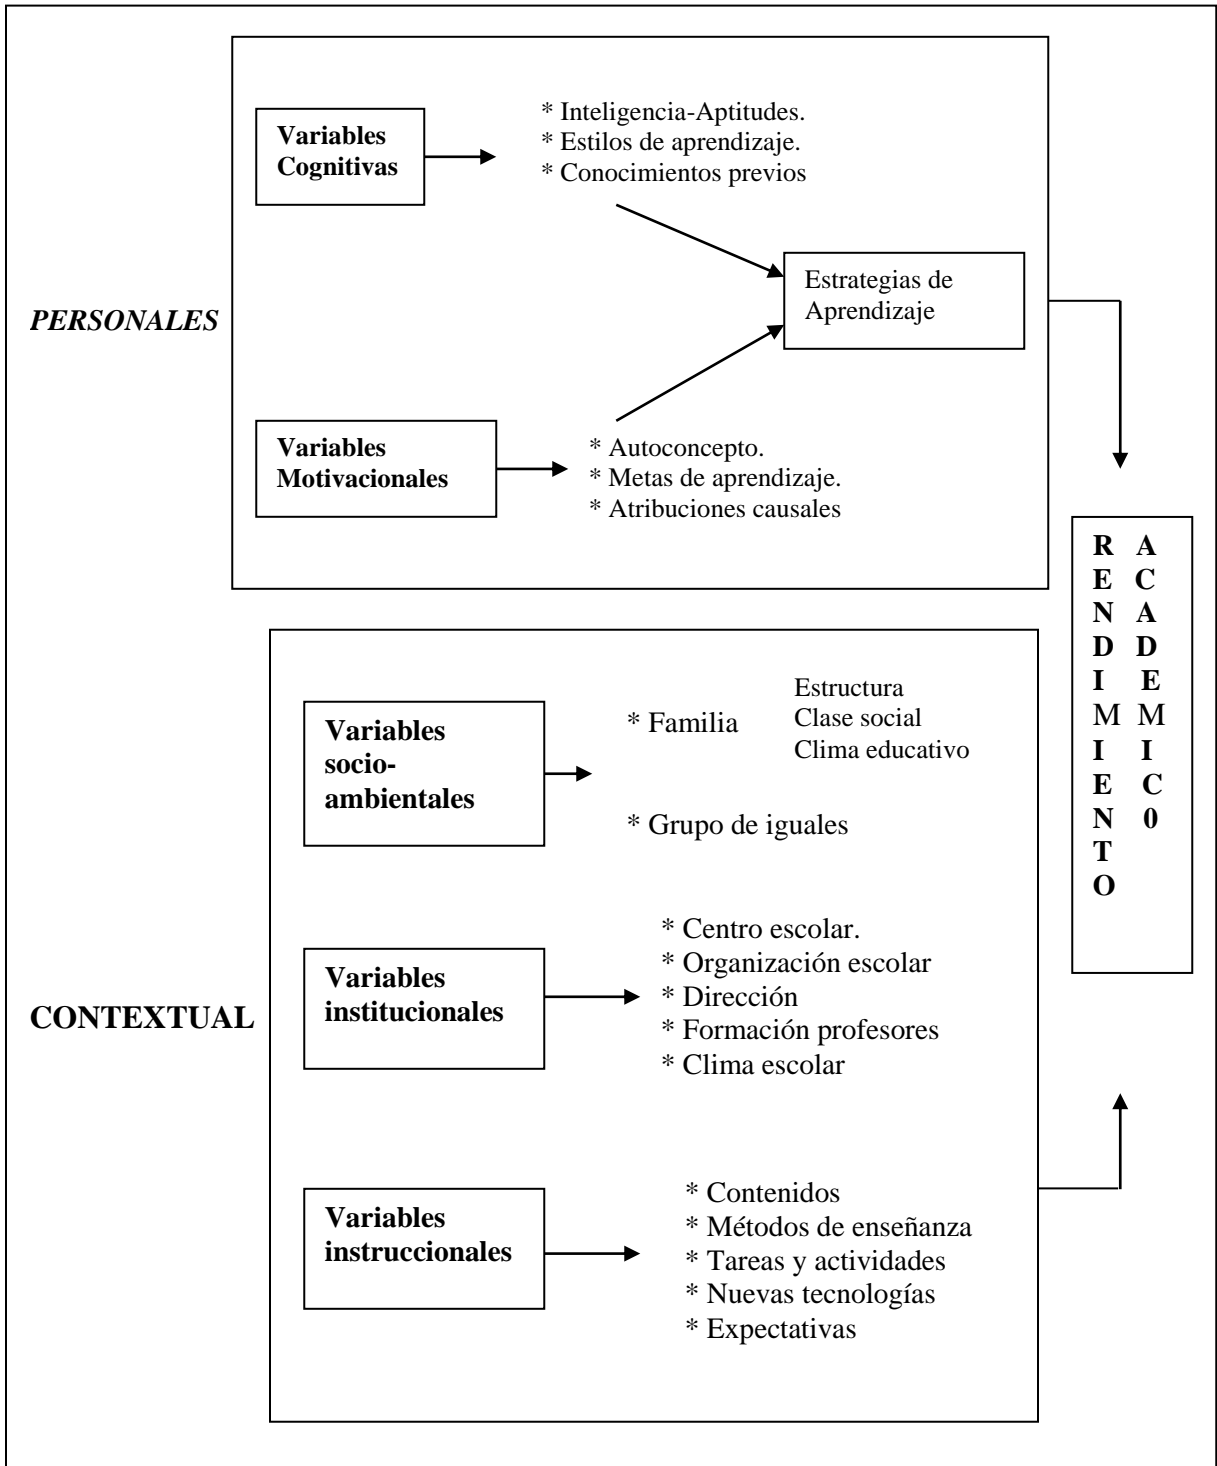 Variables
Cognitivas
* Inteligencia-Aptitudes.
* Estilos de aprendizaje.
* Conocimientos previos
Estrategias de
Aprendizaje
PERSONALES
Variables
Motivacionales
* Autoconcepto.
* Metas de aprendizaje.
* Atribuciones causales
R A
E C
N A
D D
I E
M M
I I
E C
N 0
T
O
Variables
socio-
ambientales
* Familia
Estructura
Clase social
Clima educativo
* Grupo de iguales
CONTEXTUAL
Variables
institucionales
* Centro escolar.
* Organización escolar
* Dirección
* Formación profesores
* Clima escolar
Variables
instruccionales
* Contenidos
* Métodos de enseñanza
* Tareas y actividades
* Nuevas tecnologías
* Expectativas